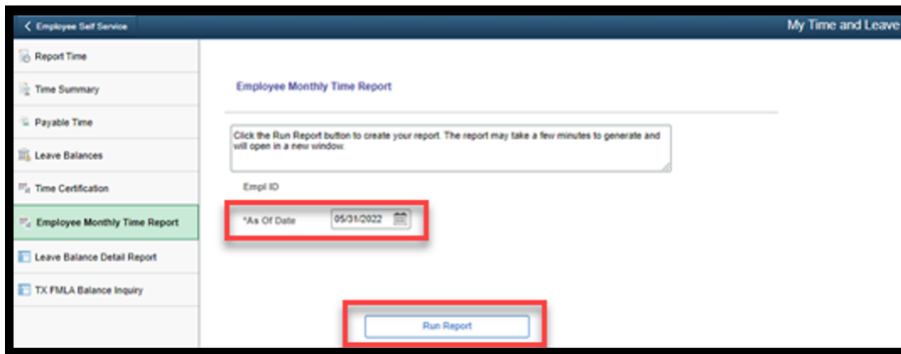 Employee Self Service
My Time and Leave
Report Time
Time Summary
Payable Time
Leave Balances
Time Certification
Employee Monthly Time Report
Leave Balance Detail Report
TX FMLA Balance Inquiry
Employee Monthly Time Report
Click the Run Report button to create your report. The report may take a few minutes to generate and
will open in a new window.
Empl ID
*As Of Date 05/31/2022
Run Report